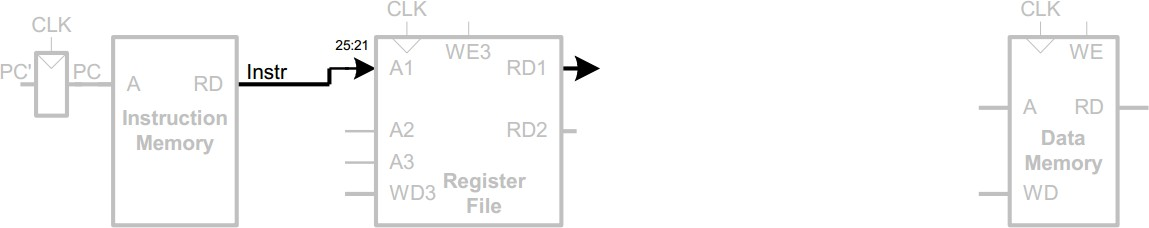 CLK
CLK
CLK
25:21
WE3
WE
PC'
PC
A
RD
Instr
A1
RD1
A
RD
Instruction
Memory
A2
RD2
Data
Memory
A3
WD3
Register
File
WD